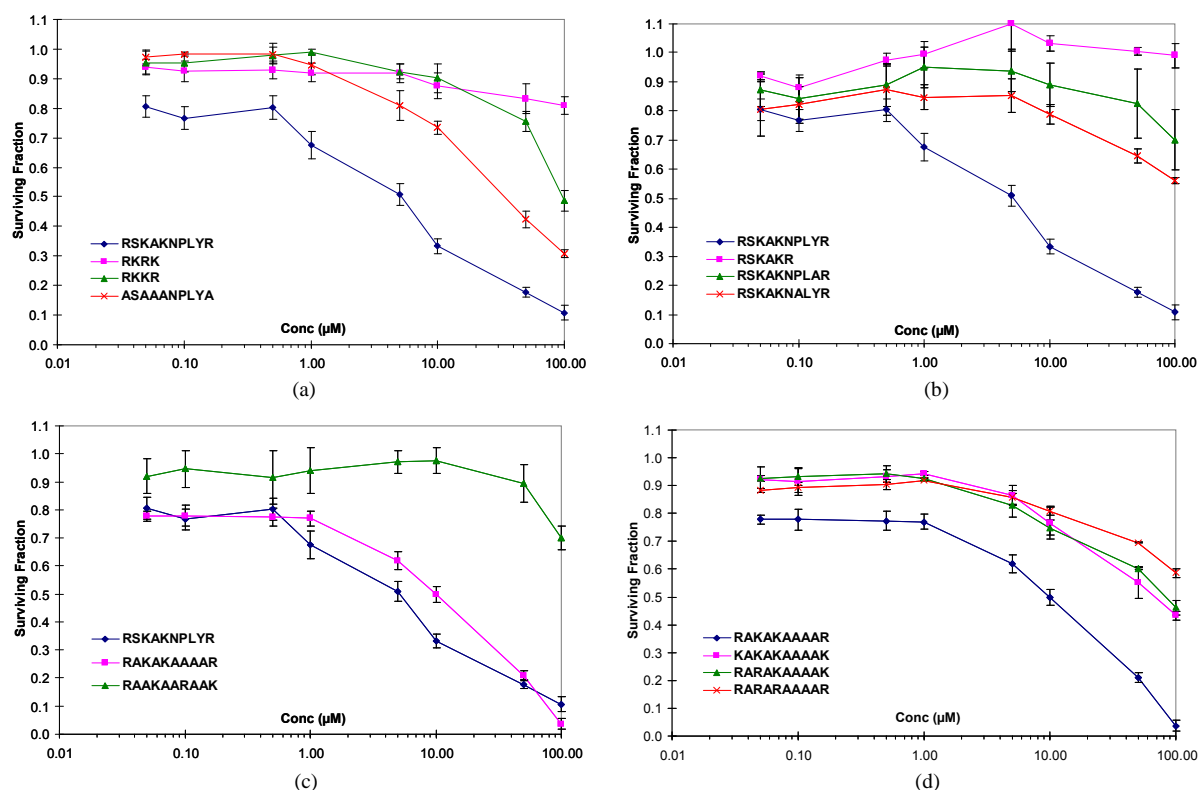 1.1
1.0
0.9
0.8
0.7
0.6
0.5
0.4
0.3
0.2
0.1
0.0
Surviving Fraction
RSKAKNPLYR
RKRK
RKKR
ASAAANPLYA
Conc (µM)
0.01
0.10
1.00
10.00
100.00
(a)
1.1
1.0
0.9
0.8
0.7
0.6
0.5
0.4
0.3
0.2
0.1
0.0
Surviving Fraction
RSKAKNPLYR
RSKAKR
RSKAKNPLAR
RSKAKNALYR
Conc (µM)
0.01
0.10
1.00
10.00
100.00
(b)
1.1
1.0
0.9
0.8
0.7
0.6
0.5
0.4
0.3
0.2
0.1
0.0
Surviving Fraction
RSKAKNPLYR
RAKAKAAAAR
RAAKAARAAK
Conc (µM)
0.01
0.10
1.00
10.00
100.00
(c)
1.1
1.0
0.9
0.8
0.7
0.6
0.5
0.4
0.3
0.2
0.1
0.0
Surviving Fraction
RAKAKAAAAR
KAKAKAAAAK
RARAKAAAAK
RARARAAAAR
Conc (µM)
0.01
0.10
1.00
10.00
100.00
(d)